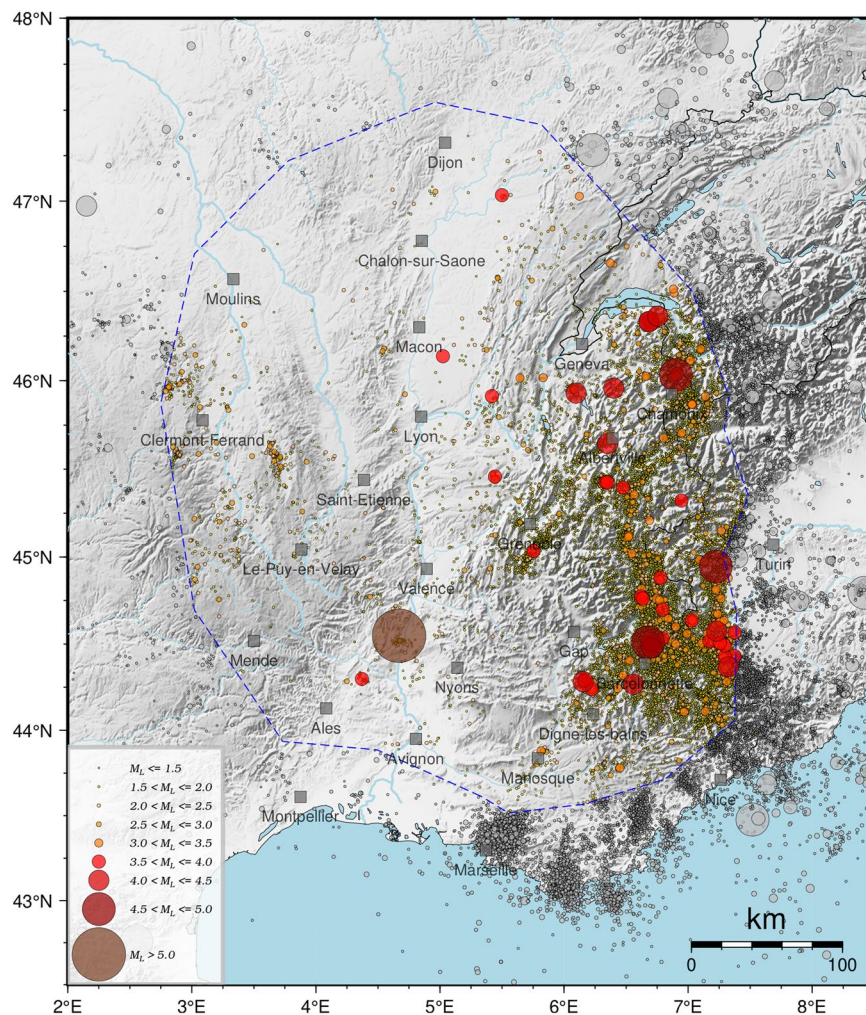 48°N
47°N
46°N
45°N
44°N
43°N
Dijon
Chalon-sur-Saone
Moulins
Macon
Geneva
Chamonix
Clermont-Ferrand
Lyon
Albertville
Saint-Etienne
Grenoble
Le-Puy-en-Velay
Valence
Turin
Mende
Gap
Nyons
Barcelonnette
Ales
Digne-les-bains
Avignon
Manosque
Nice
Montpellier
Marseille
M_L <= 1.5
1.5 < M_L <= 2.0
2.0 < M_L <= 2.5
2.5 < M_L <= 3.0
3.0 < M_L <= 3.5
3.5 < M_L <= 4.0
4.0 < M_L <= 4.5
4.5 < M_L <= 5.0
M_L > 5.0
km
0 100
2°E 3°E 4°E 5°E 6°E 7°E 8°E